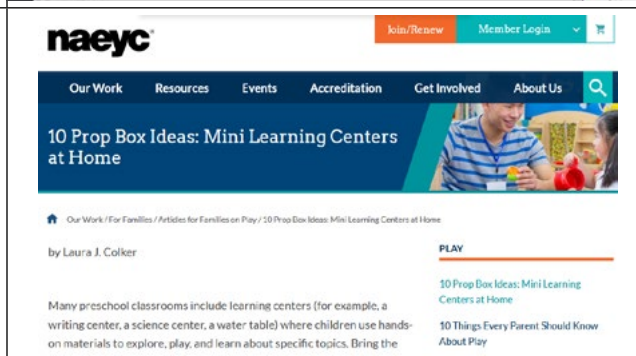 naeyc
Join/Renew
Member Login
Our Work Resources Events Accreditation Get Involved About Us
10 Prop Box Ideas: Mini Learning Centers
at Home
Our Work / For Families / Articles for Families on Play / 10 Prop Box Ideas: Mini Learning Centers at Home
by Laura J. Colker
Many preschool classrooms include learning centers (for example, a
writing center, a science center, a water table) where children use hands-
on materials to explore, play, and learn about specific topics. Bring the
PLAY
10 Prop Box Ideas: Mini Learning
Centers at Home
10 Things Every Parent Should Know
About Play